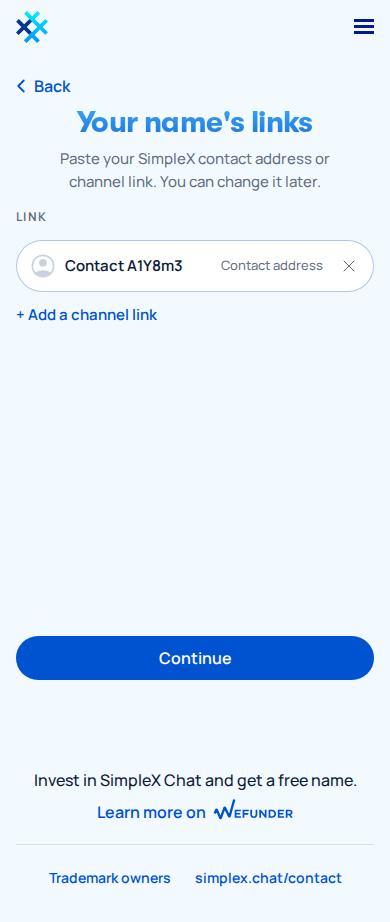 Back
Your name's links
Paste your SimpleX contact address or
channel link. You can change it later.
LINK
Contact A1Y8m3 Contact address
+ Add a channel link
Continue
Invest in SimpleX Chat and get a free name.
Learn more on WEFUNDER
Trademark owners simplex.chat/contact